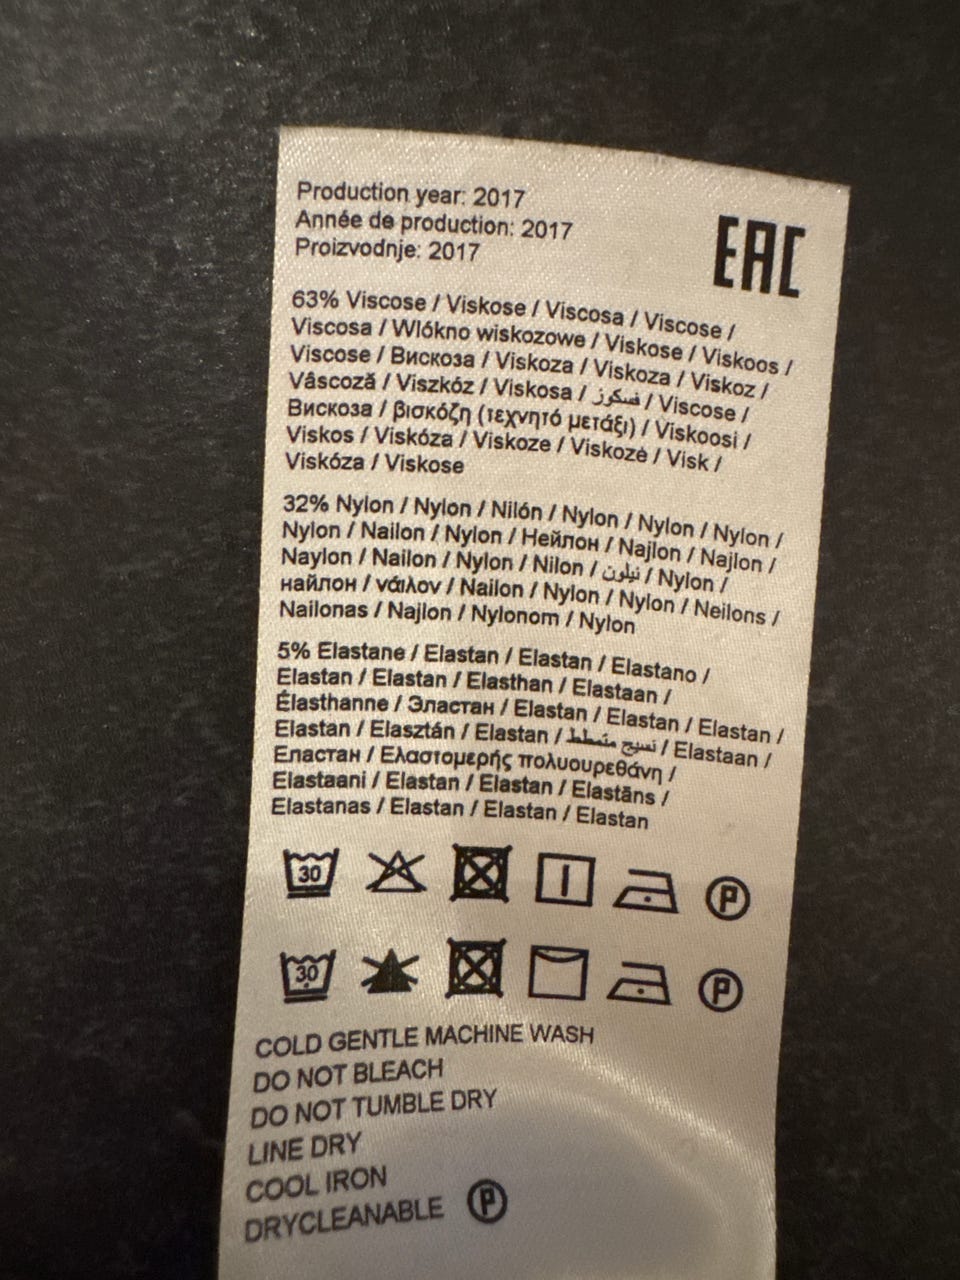 Production year: 2017
Année de production: 2017
Proizvodnje: 2017
EAC
63% Viscose / Viskose / Viscosa / Viscose /
Viscosa / Wlókno wiskozowe / Viskose / Viskoos /
Viscose / Вискоза / Viskoza / Viskoza / Viskoz /
Vâscoză / Viszkóz / Viskosa / فسكوز / Viscose /
Вискоза / βισκόζη (τεχνητό μετάξι) / Viskoosi /
Viskos / Viskóza / Viskoze / Viskozė / Visk /
Viskóza / Viskose
32% Nylon / Nylon / Nilón / Nylon / Nylon / Nylon /
Nylon / Nailon / Nylon / Нейлон / Najlon / Najlon /
Naylon / Nailon / Nylon / Nilon / نيلون / Nylon /
найлон / νάιλον / Nailon / Nylon / Nylon / Neilons /
Nailonas / Najlon / Nylonom / Nylon
5% Elastane / Elastan / Elastan / Elastano /
Elastan / Elastan / Elasthan / Elastaan /
Élasthanne / Эластан / Elastan / Elastan / Elastan /
Elastan / Elasztán / Elastan / نسيج متمطط / Elastaan /
Еластан / Ελαστομερής πολυουρεθάνη /
Elastaani / Elastan / Elastan / Elastāns /
Elastanas / Elastan / Elastan / Elastan
30 P
30 P
COLD GENTLE MACHINE WASH
DO NOT BLEACH
DO NOT TUMBLE DRY
LINE DRY
COOL IRON
DRYCLEANABLE P